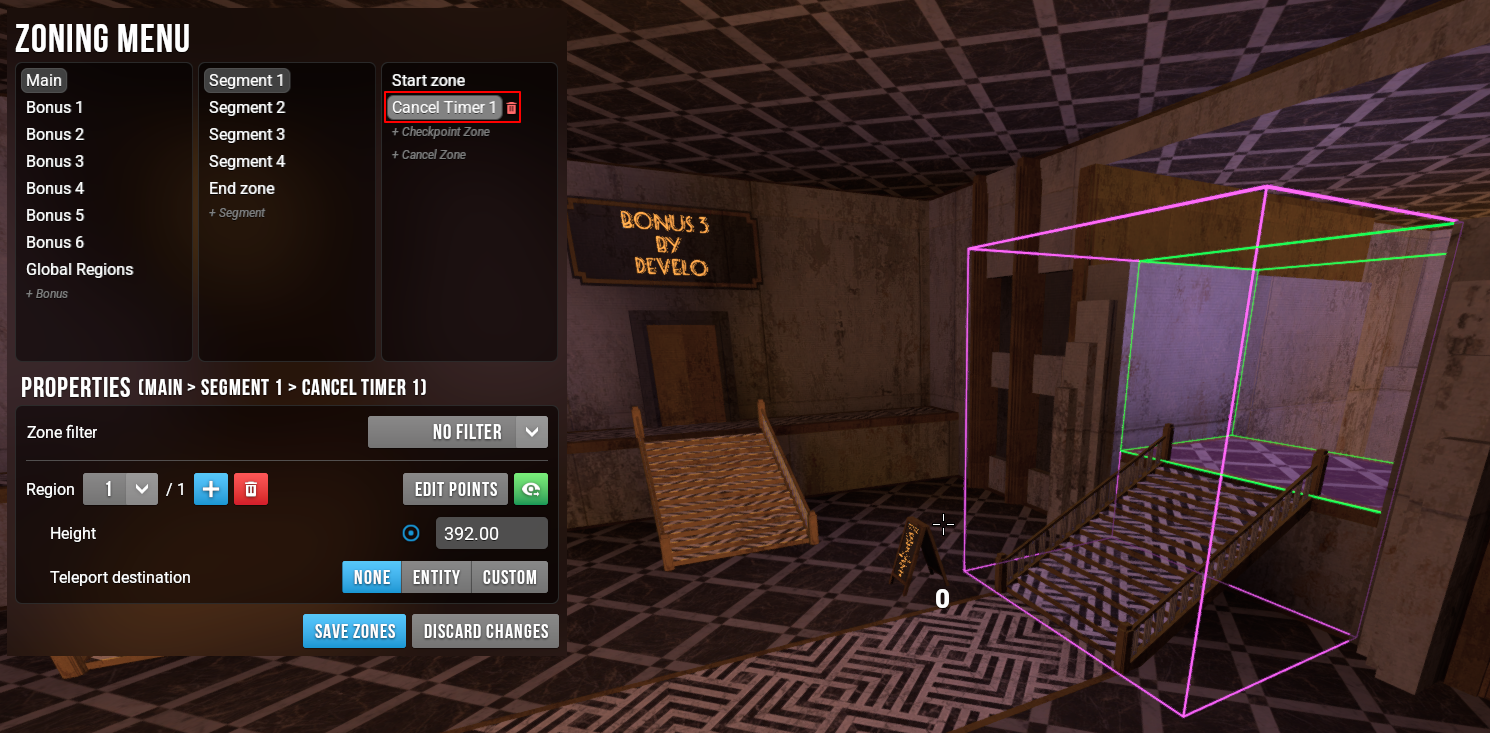 ZONING MENU
Main
Bonus 1
Bonus 2
Bonus 3
Bonus 4
Bonus 5
Bonus 6
Global Regions
+ Bonus
Segment 1
Segment 2
Segment 3
Segment 4
End zone
+ Segment
Start zone
Cancel Timer 1
+ Checkpoint Zone
+ Cancel Zone
PROPERTIES (MAIN > SEGMENT 1 > CANCEL TIMER 1)
Zone filter NO FILTER
Region 1 / 1 + EDIT POINTS
Height 392.00
Teleport destination NONE ENTITY CUSTOM
SAVE ZONES DISCARD CHANGES
BONUS 3
BY
DEVELO
0